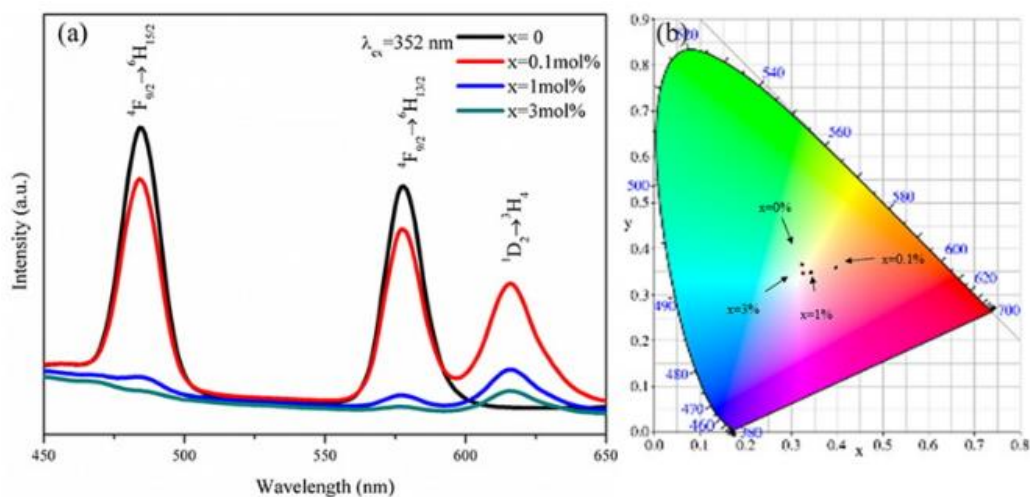 (a)
λex=352 nm
x= 0
x=0.1mol%
x=1mol%
x=3mol%
⁴F₉/₂→⁶H₁₅/₂
⁴F₉/₂→⁶H₁₃/₂
¹D₂→³H₄
Intensity (a.u.)
450 500 550 600 650
Wavelength (nm)
(b)
0.9
0.8
0.7
0.6
0.5
0.4
0.3
0.2
0.1
0.0
y
520
540
560
580
600
620
700
500
490
480
470
460
380
x=0%
x=0.1%
x=3%
x=1%
0.0 0.1 0.2 0.3 0.4 0.5 0.6 0.7 0.8
x